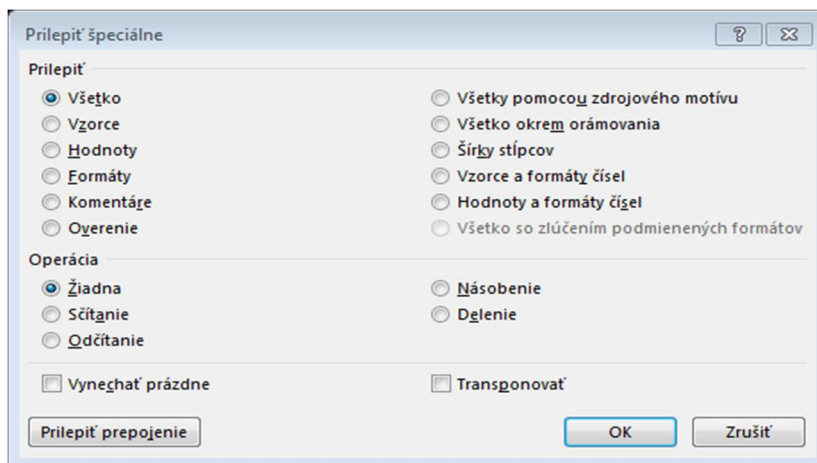 Prilepiť špeciálne
Prilepiť
Všetko
Vzorce
Hodnoty
Formáty
Komentáre
Overenie
Všetky pomocou zdrojového motívu
Všetko okrem orámovania
Šírky stĺpcov
Vzorce a formáty čísel
Hodnoty a formáty čísel
Všetko so zlúčením podmienených formátov
Operácia
Žiadna
Sčítanie
Odčítanie
Násobenie
Delenie
Vynechať prázdne
Transponovať
Prilepiť prepojenie
OK
Zrušiť